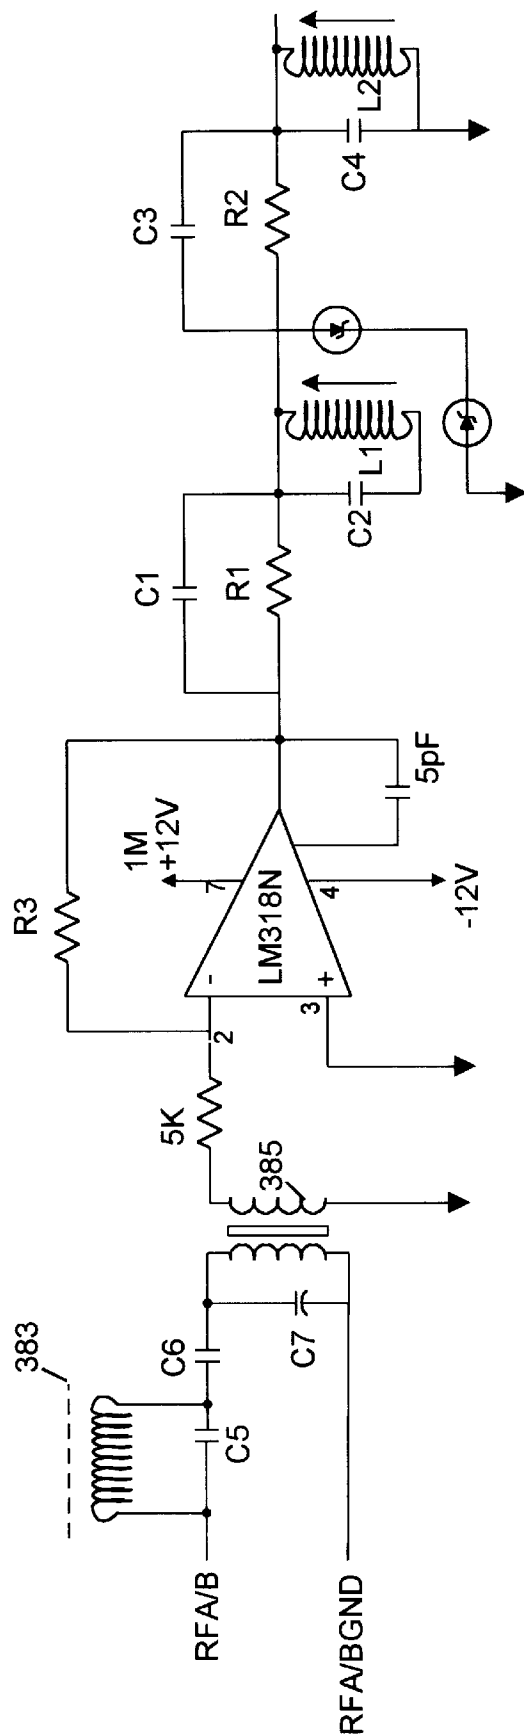 383
RFA/B
RFA/BGND
C5
C6
C7
385
5K
R3
2
-
LM318N
+
3
7
1M
+12V
4
-12V
5pF
C1
R1
C2
L1
C3
R2
C4
L2